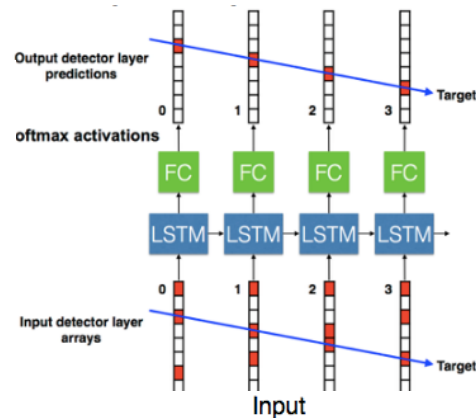 Output detector layer
predictions
0
1
2
3
Target
oftmax activations
FC
FC
FC
FC
LSTM
LSTM
LSTM
LSTM
0
1
2
3
Input detector layer
arrays
Target
Input